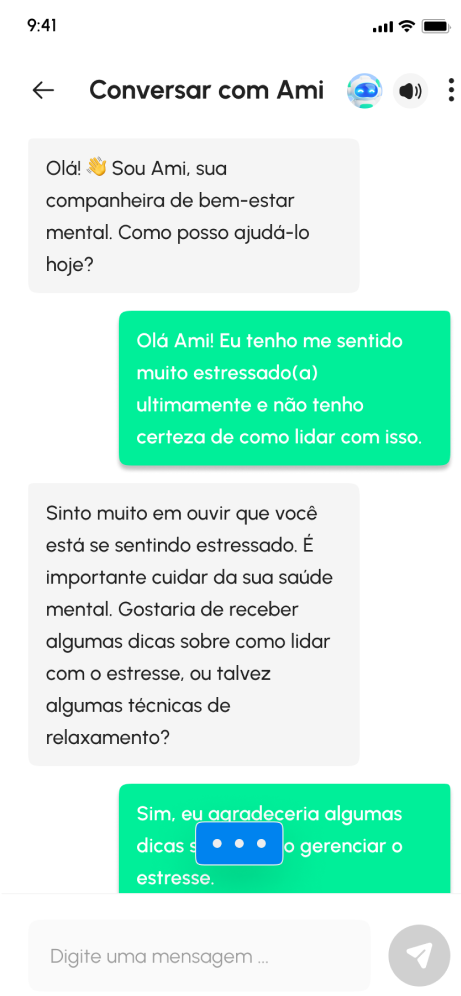 9:41
Conversar com Ami
Olá! 👋 Sou Ami, sua
companheira de bem-estar
mental. Como posso ajudá-lo
hoje?
Olá Ami! Eu tenho me sentido
muito estressado(a)
ultimamente e não tenho
certeza de como lidar com isso.
Sinto muito em ouvir que você
está se sentindo estressado. É
importante cuidar da sua saúde
mental. Gostaria de receber
algumas dicas sobre como lidar
com o estresse, ou talvez
algumas técnicas de
relaxamento?
Sim, eu agradeceria algumas
dicas gerenciar o
estresse.
Digite uma mensagem ...